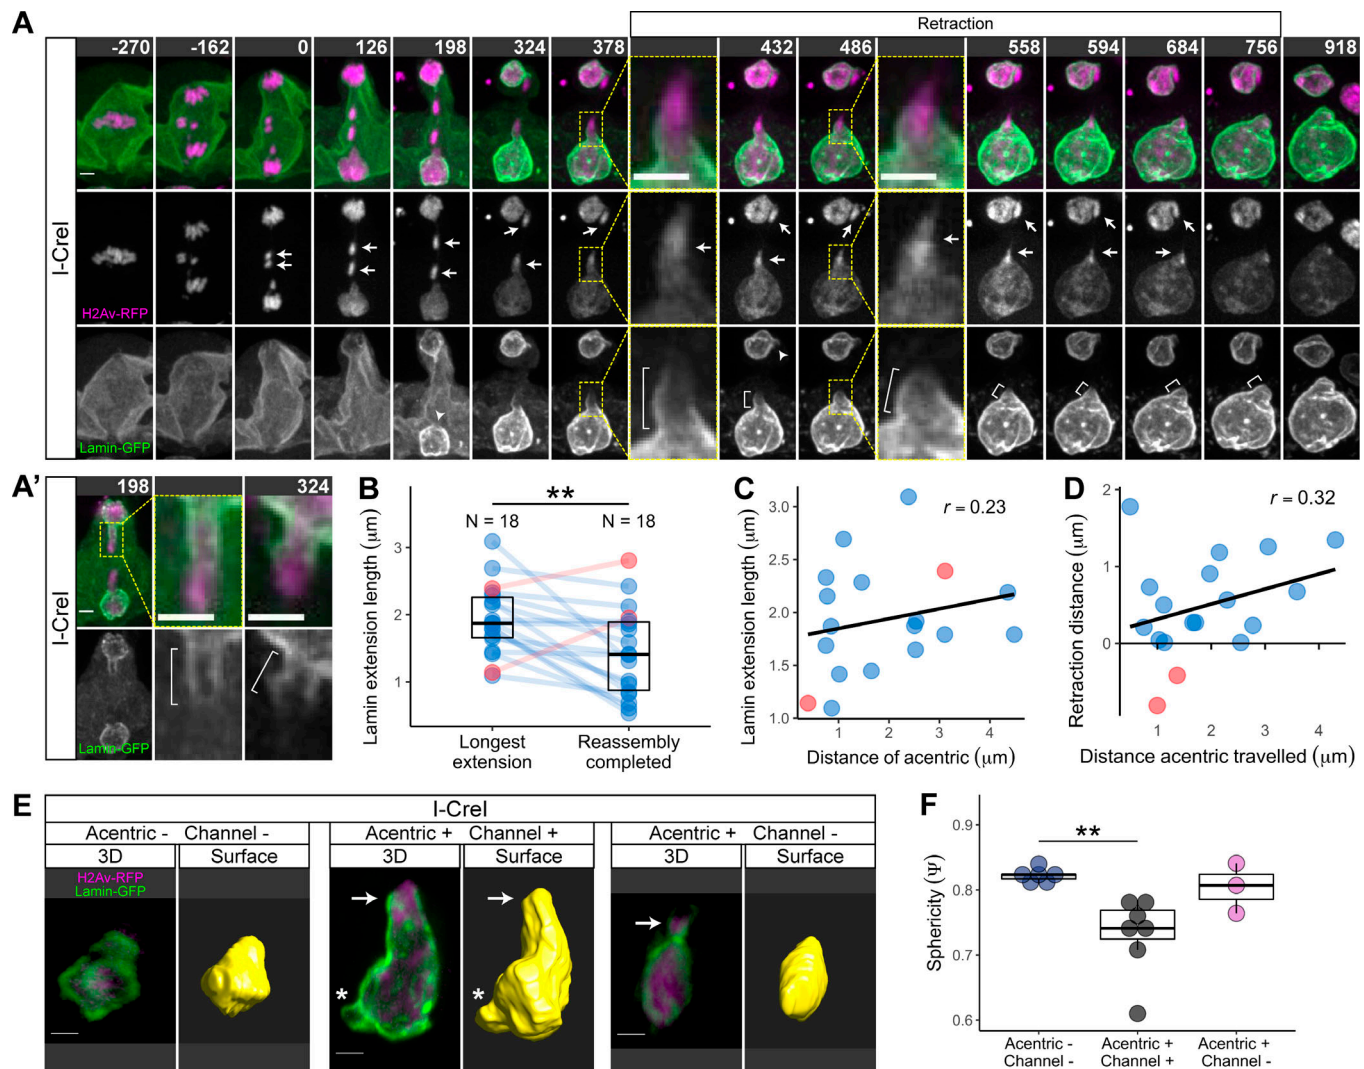 A
Retraction
-270 -162 0 126 198 324 378 432 486 558 594 684 756 918
I-CreI
H2Av-RFP
Lamin-GFP
A'
198 324
I-CreI
Lamin-GFP
B
**
N = 18 N = 18
Lamin extension length (μm)
3
2
1
Longest extension
Reassembly completed
C
r = 0.23
Lamin extension length (μm)
3.0
2.5
2.0
1.5
1.0
1 2 3 4
Distance of acentric (μm)
D
r = 0.32
Retraction distance (μm)
2
1
0
-1
1 2 3 4
Distance acentric travelled (μm)
E
I-CreI
Acentric - Channel -
Acentric + Channel +
Acentric + Channel -
3D Surface 3D Surface 3D Surface
H2Av-RFP
Lamin-GFP
* *
F
**
Sphericity (Ψ)
0.9
0.8
0.7
0.6
Acentric - Acentric + Acentric +
Channel - Channel + Channel -